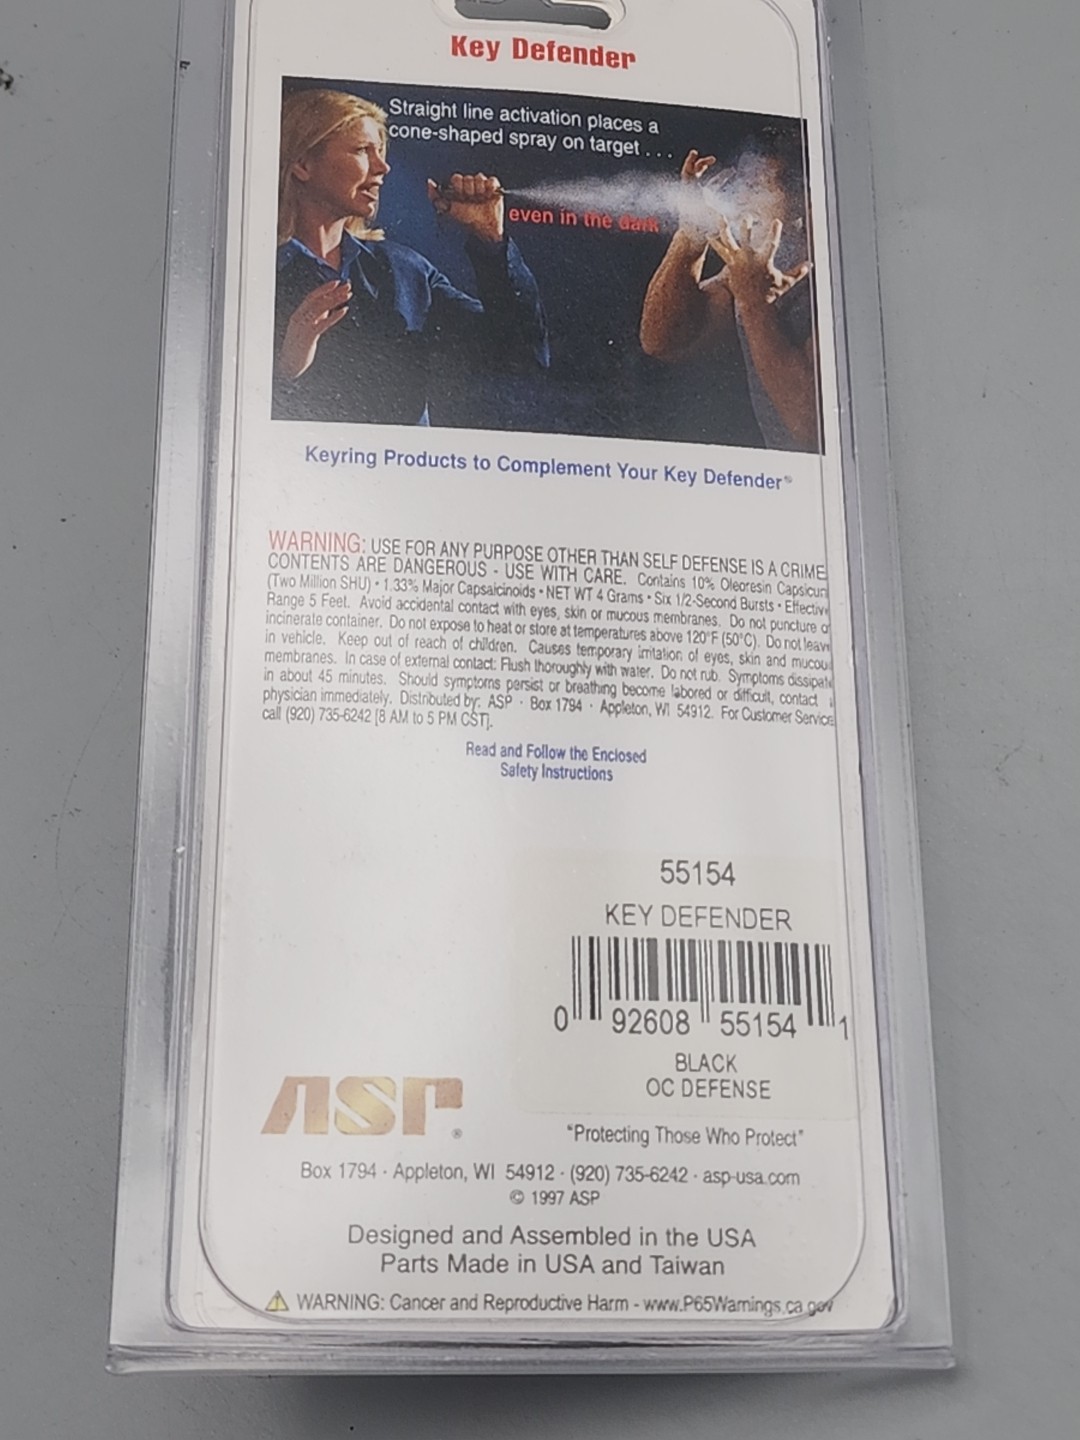 Key Defender
Straight line activation places a
cone-shaped spray on target . . .
even in the dark
Keyring Products to Complement Your Key Defender®
WARNING: USE FOR ANY PURPOSE OTHER THAN SELF DEFENSE IS A CRIME
CONTENTS ARE DANGEROUS - USE WITH CARE. Contains 10% Oleoresin Capsicum
(Two Million SHU) • 1.33% Major Capsaicinoids • NET WT 4 Grams • Six 1/2-Second Bursts • Effective
Range 5 Feet. Avoid accidental contact with eyes, skin or mucous membranes. Do not puncture or
incinerate container. Do not expose to heat or store at temperatures above 120°F (50°C). Do not leave
in vehicle. Keep out of reach of children. Causes temporary irritation of eyes, skin and mucou
membranes. In case of external contact: Flush thoroughly with water. Do not rub. Symptoms dissipate
in about 45 minutes. Should symptoms persist or breathing become labored or difficult, contact
physician immediately. Distributed by: ASP · Box 1794 · Appleton, WI 54912. For Customer Service
call (920) 735-6242 [8 AM to 5 PM CST].
Read and Follow the Enclosed
Safety Instructions
55154
KEY DEFENDER
0 92608 55154 1
BLACK
OC DEFENSE
ASP®
"Protecting Those Who Protect"
Box 1794 · Appleton, WI 54912 · (920) 735-6242 · asp-usa.com
© 1997 ASP
Designed and Assembled in the USA
Parts Made in USA and Taiwan
WARNING: Cancer and Reproductive Harm - www.P65Warnings.ca.gov